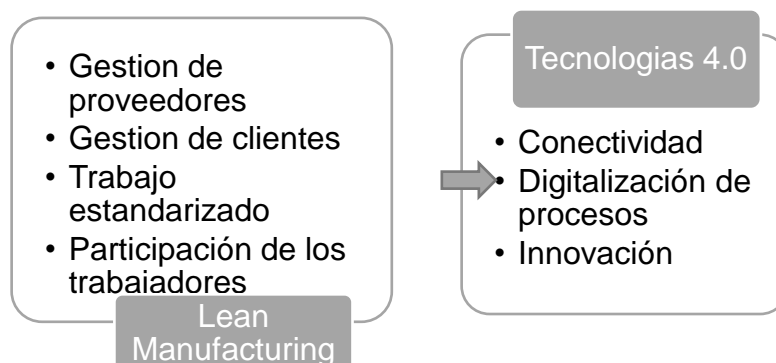 • Gestion de
proveedores
• Gestion de clientes
• Trabajo
estandarizado
• Participación de los
trabajadores
Lean
Manufacturing
Tecnologias 4.0
• Conectividad
• Digitalización de
procesos
• Innovación